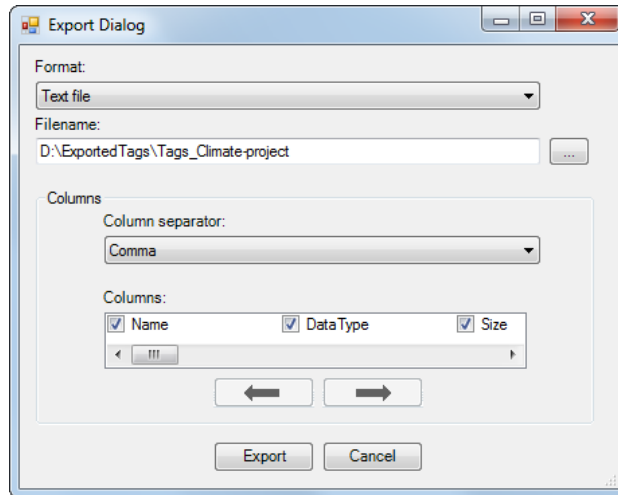 Export Dialog
Format:
Text file
Filename:
D:\ExportedTags\Tags_Climate-project
...
Columns
Column separator:
Comma
Columns:
Name DataType Size
Export Cancel